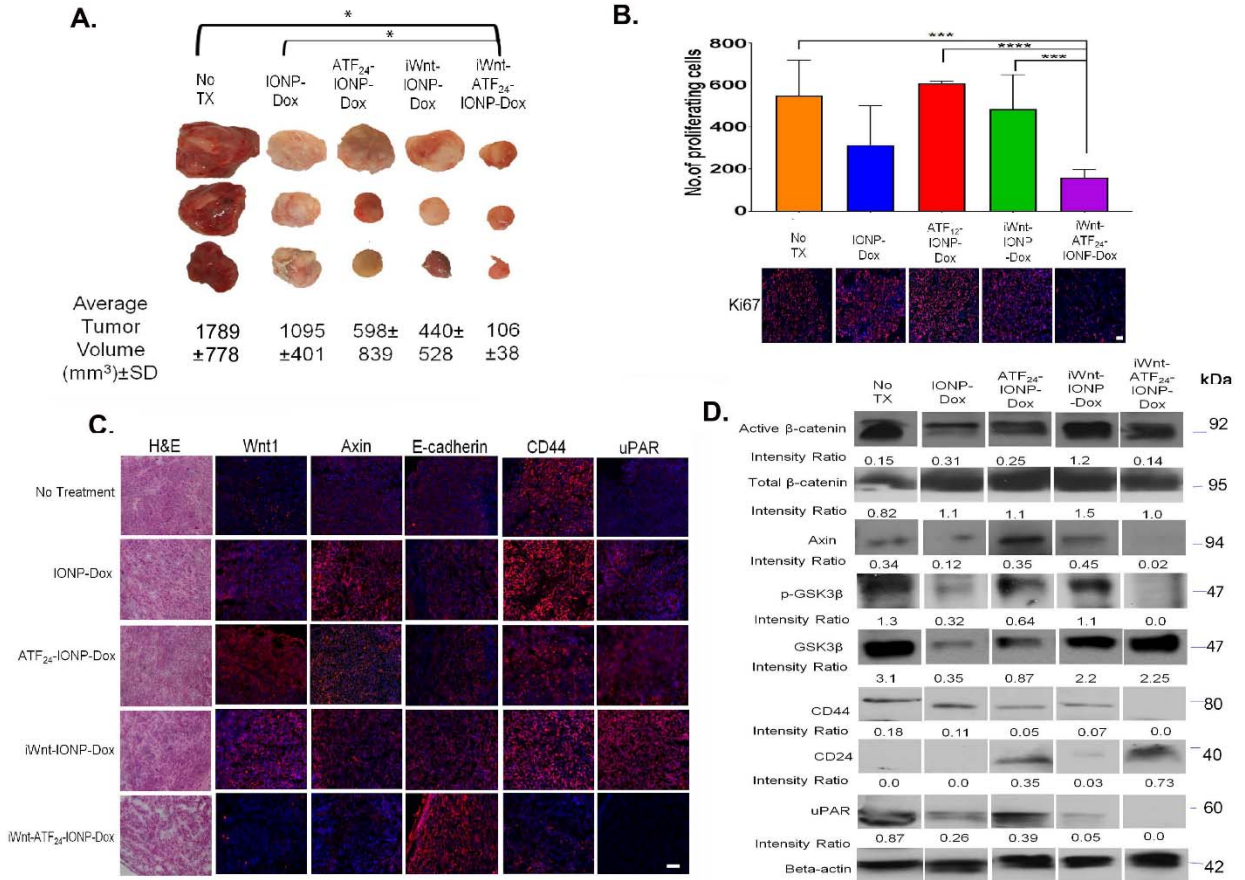 A.
*
*
No TX
IONP-Dox
ATF24-IONP-Dox
iWnt-IONP-Dox
iWnt-ATF24-IONP-Dox
Average
Tumor
Volume
(mm³)±SD
1789 ±778
1095 ±401
598± 839
440± 528
106 ±38
B.
***
****
***
No.of proliferating cells
800
600
400
200
0
No TX
IONP-Dox
ATF12-IONP-Dox
iWnt-IONP-Dox
iWnt-ATF24-IONP-Dox
Ki67
C.
H&E Wnt1 Axin E-cadherin CD44 uPAR
No Treatment
IONP-Dox
ATF24-IONP-Dox
iWnt-IONP-Dox
iWnt-ATF24-IONP-Dox
D.
No TX
IONP-Dox
ATF24-IONP-Dox
iWnt-IONP-Dox
iWnt-ATF24-IONP-Dox
kDa
Active β-catenin 92
Intensity Ratio 0.15 0.31 0.25 1.2 0.14
Total β-catenin 95
Intensity Ratio 0.82 1.1 1.1 1.5 1.0
Axin 94
Intensity Ratio 0.34 0.12 0.35 0.45 0.02
p-GSK3β 47
Intensity Ratio 1.3 0.32 0.64 1.1 0.0
GSK3β 47
Intensity Ratio 3.1 0.35 0.87 2.2 2.25
CD44 80
Intensity Ratio 0.18 0.11 0.05 0.07 0.0
CD24 40
Intensity Ratio 0.0 0.0 0.35 0.03 0.73
uPAR 60
Intensity Ratio 0.87 0.26 0.39 0.05 0.0
Beta-actin 42